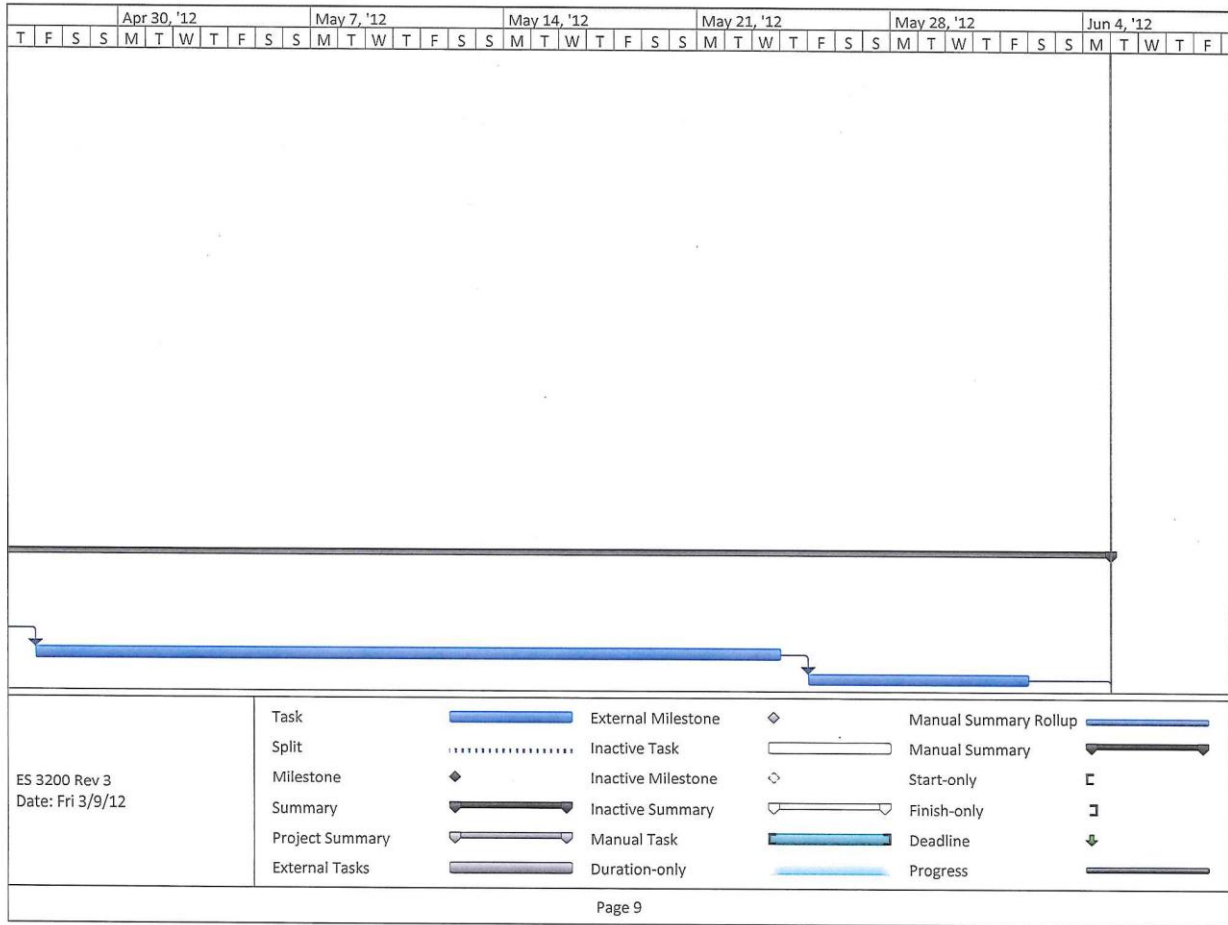 Apr 30, '12 May 7, '12 May 14, '12 May 21, '12 May 28, '12 Jun 4, '12
T F S S M T W T F S S M T W T F S S M T W T F S S M T W T F S S M T W T F S S M T W T F
ES 3200 Rev 3
Date: Fri 3/9/12
Task
Split
Milestone
Summary
Project Summary
External Tasks
External Milestone
Inactive Task
Inactive Milestone
Inactive Summary
Manual Task
Duration-only
Manual Summary Rollup
Manual Summary
Start-only
Finish-only
Deadline
Progress
Page 9